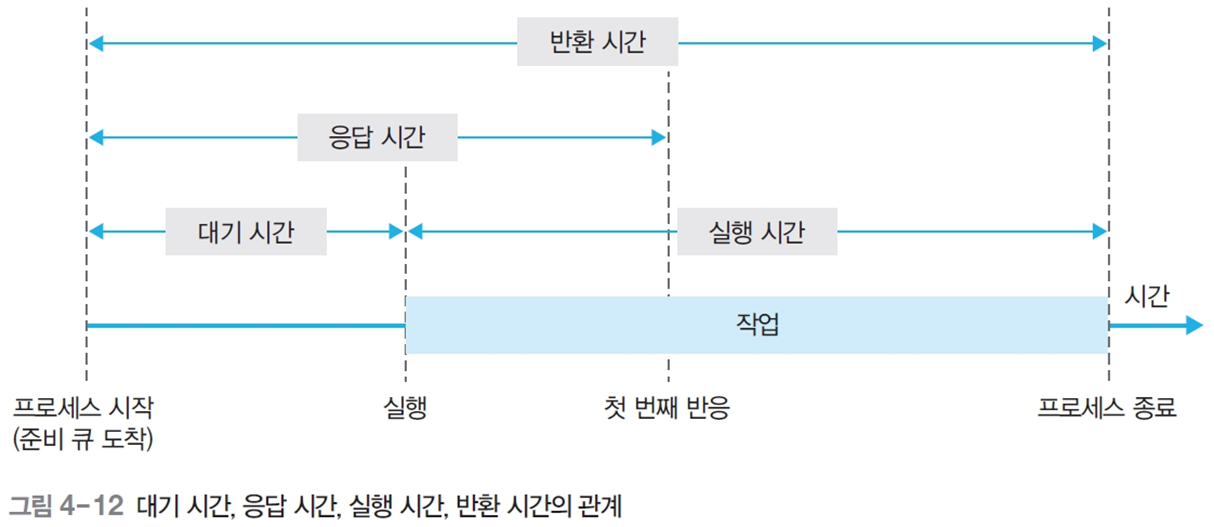 반환 시간
응답 시간
대기 시간
실행 시간
시간
작업
프로세스 시작
(준비 큐 도착)
실행
첫 번째 반응
프로세스 종료
그림 4-12 대기 시간, 응답 시간, 실행 시간, 반환 시간의 관계